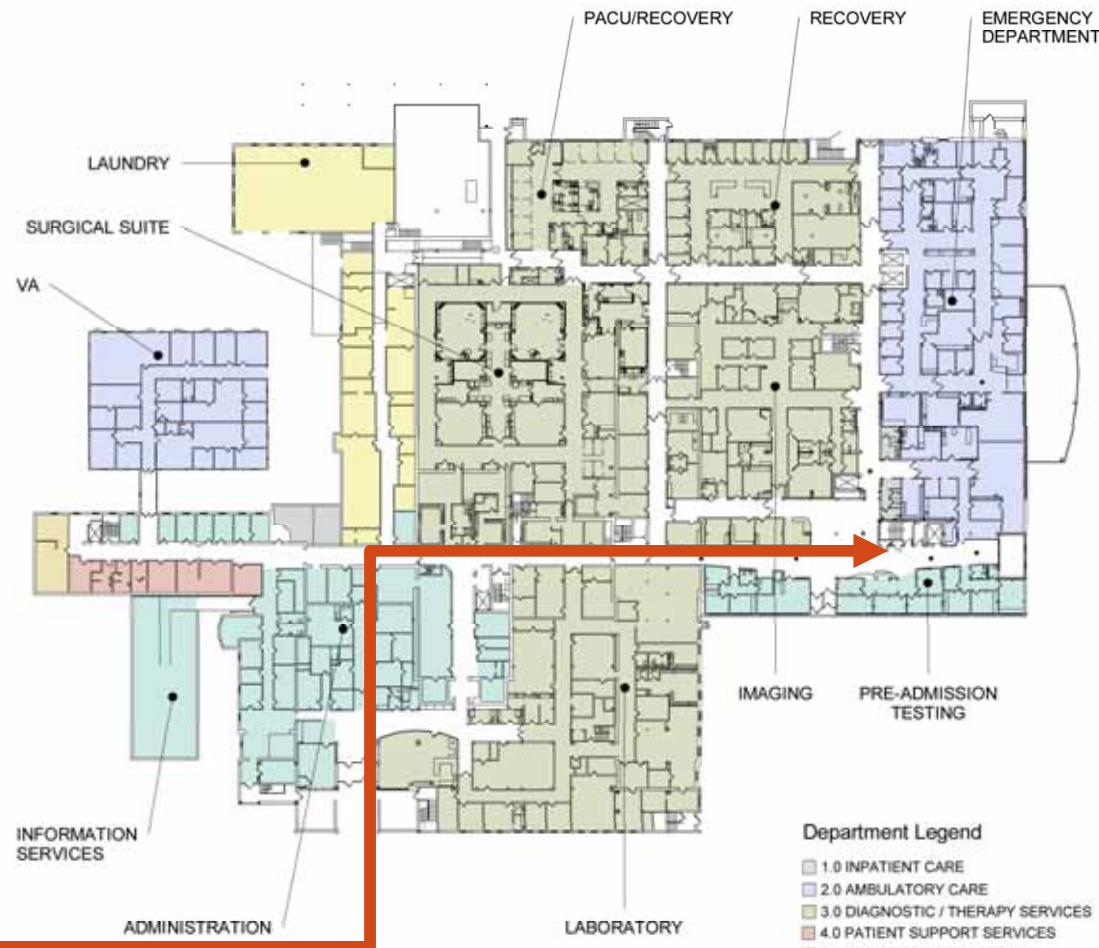 PACU/RECOVERY
RECOVERY
EMERGENCY
DEPARTMENT
LAUNDRY
SURGICAL SUITE
VA
IMAGING
PRE-ADMISSION
TESTING
INFORMATION
SERVICES
ADMINISTRATION
LABORATORY
Department Legend
1.0 INPATIENT CARE
2.0 AMBULATORY CARE
3.0 DIAGNOSTIC / THERAPY SERVICES
4.0 PATIENT SUPPORT SERVICES